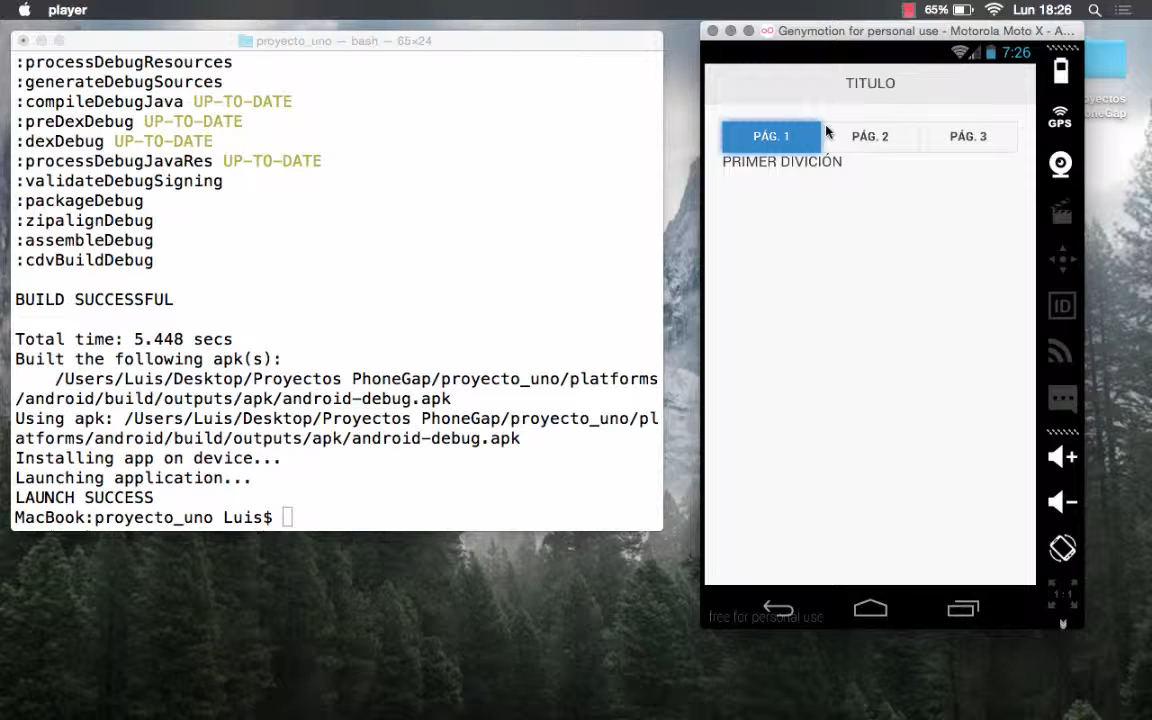 player
65%
Lun 18:26
proyecto_uno — bash — 65×24
:processDebugResources
:generateDebugSources
:compileDebugJava UP-TO-DATE
:preDexDebug UP-TO-DATE
:dexDebug UP-TO-DATE
:processDebugJavaRes UP-TO-DATE
:validateDebugSigning
:packageDebug
:zipalignDebug
:assembleDebug
:cdvBuildDebug
BUILD SUCCESSFUL
Total time: 5.448 secs
Built the following apk(s):
/Users/Luis/Desktop/Proyectos PhoneGap/proyecto_uno/platforms
/android/build/outputs/apk/android-debug.apk
Using apk: /Users/Luis/Desktop/Proyectos PhoneGap/proyecto_uno/pl
atforms/android/build/outputs/apk/android-debug.apk
Installing app on device...
Launching application...
LAUNCH SUCCESS
MacBook:proyecto_uno Luis$
Genymotion for personal use - Motorola Moto X - A...
7:26
TITULO
PÁG. 1 PÁG. 2 PÁG. 3
PRIMER DIVICIÓN
free for personal use
GPS
ID
1:1